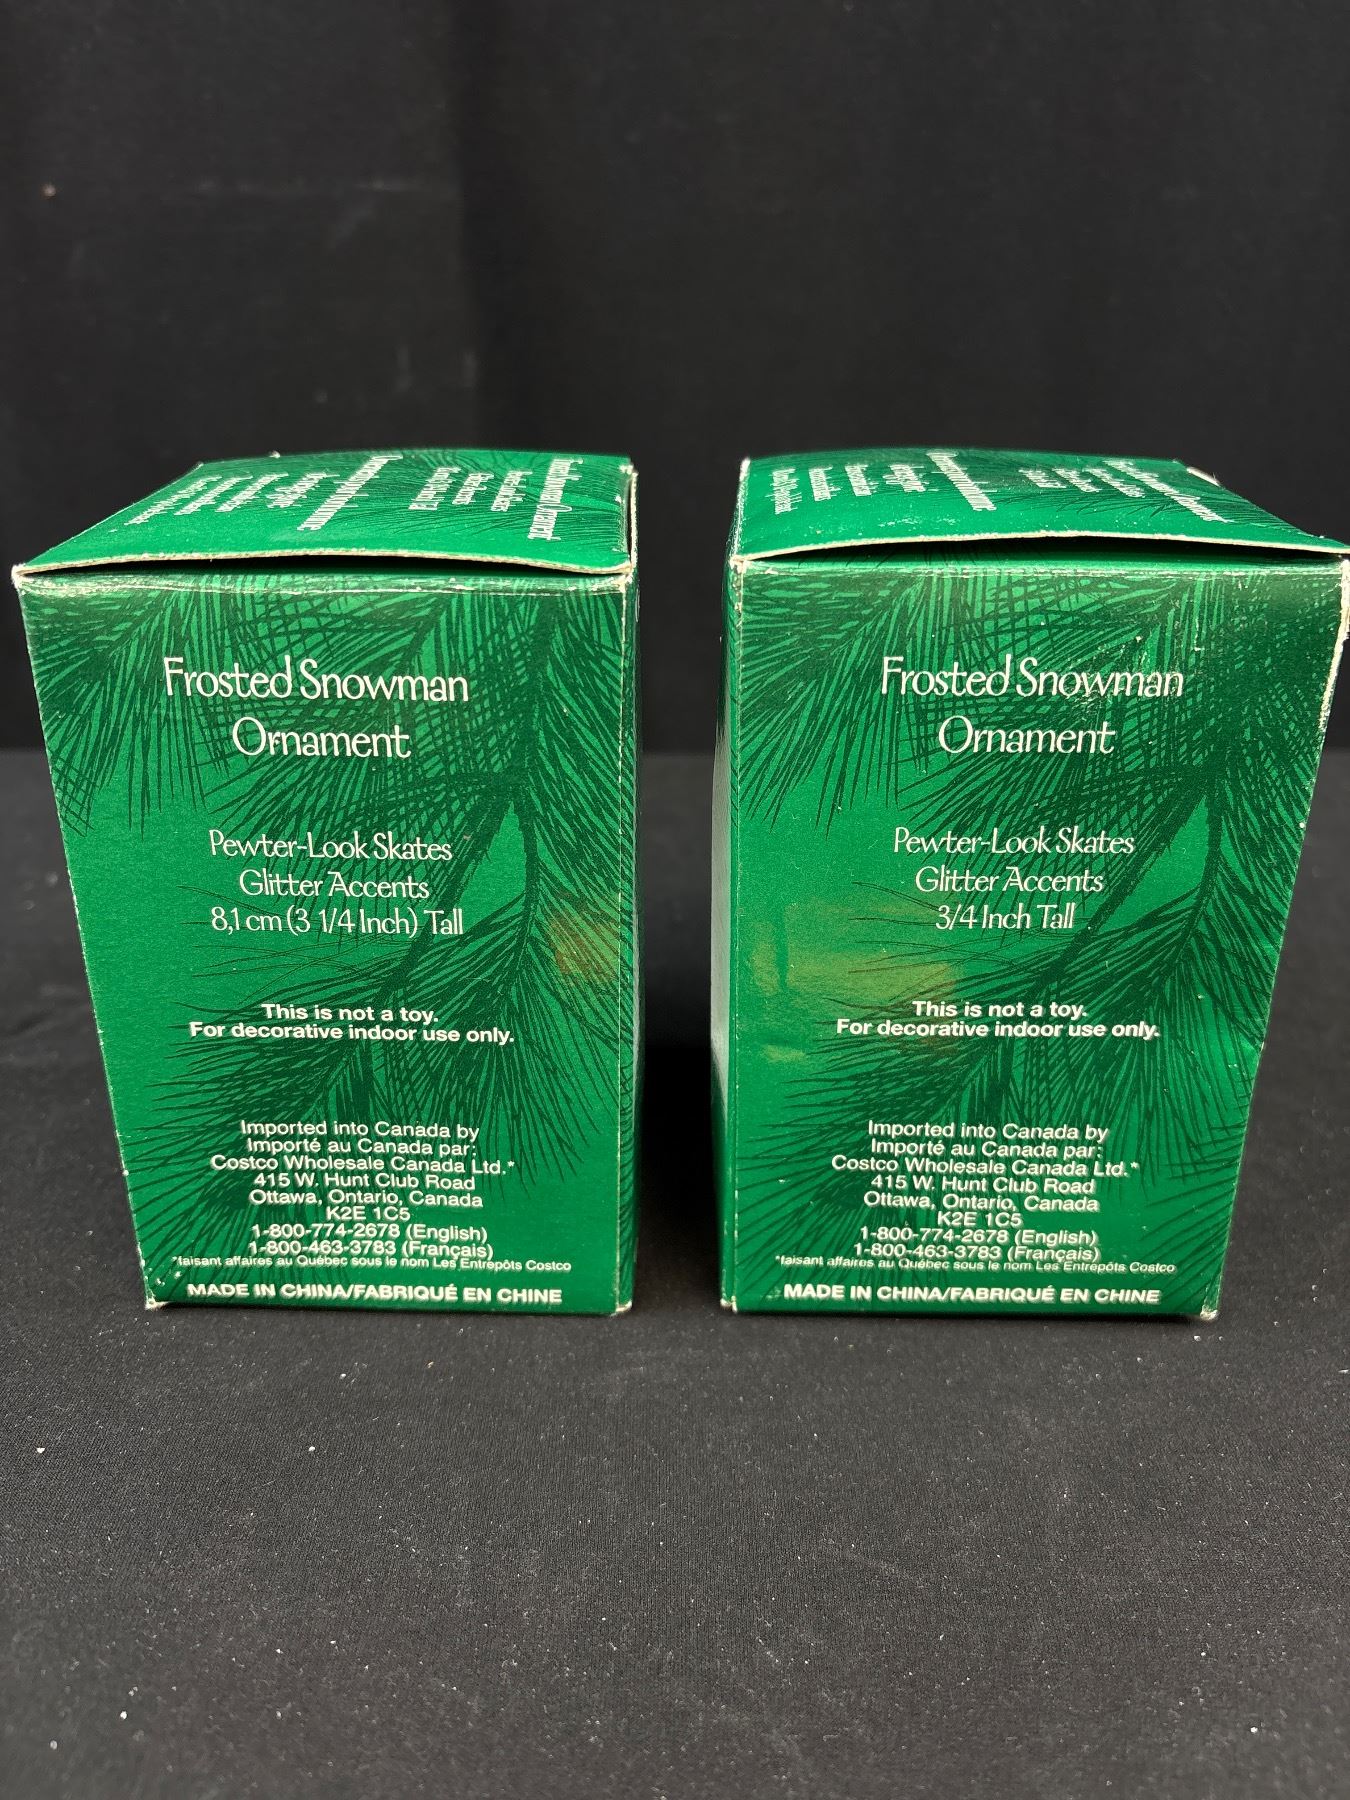 Frosted Snowman
Ornament
Pewter-Look Skates
Glitter Accents
8,1 cm (3 1/4 Inch) Tall
This is not a toy.
For decorative indoor use only.
Imported into Canada by
Importé au Canada par:
Costco Wholesale Canada Ltd.*
415 W. Hunt Club Road
Ottawa, Ontario, Canada
K2E 1C5
1-800-774-2678 (English)
1-800-463-3783 (Français)
*faisant affaires au Québec sous le nom Les Entrepôts Costco
MADE IN CHINA/FABRIQUÉ EN CHINE
Frosted Snowman
Ornament
Pewter-Look Skates
Glitter Accents
3/4 Inch Tall
This is not a toy.
For decorative indoor use only.
Imported into Canada by
Importé au Canada par:
Costco Wholesale Canada Ltd.*
415 W. Hunt Club Road
Ottawa, Ontario, Canada
K2E 1C5
1-800-774-2678 (English)
1-800-463-3783 (Français)
*faisant affaires au Québec sous le nom Les Entrepôts Costco
MADE IN CHINA/FABRIQUÉ EN CHINE